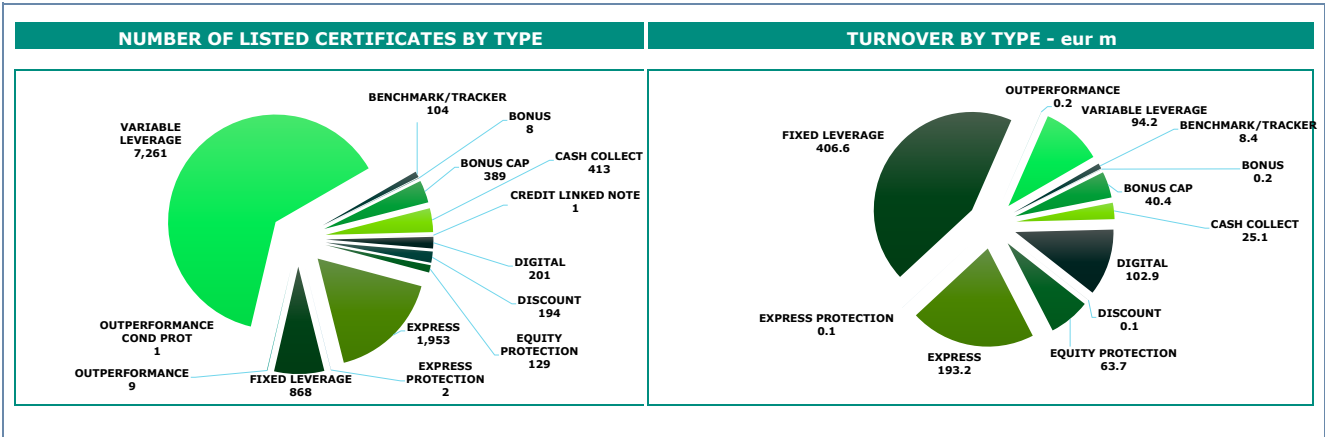 NUMBER OF LISTED CERTIFICATES BY TYPE
BENCHMARK/TRACKER
104
BONUS
8
VARIABLE
LEVERAGE
7,261
BONUS CAP
389
CASH COLLECT
413
CREDIT LINKED NOTE
1
DIGITAL
201
DISCOUNT
194
EQUITY
PROTECTION
129
EXPRESS
1,953
EXPRESS
PROTECTION
2
FIXED LEVERAGE
868
OUTPERFORMANCE
9
OUTPERFORMANCE
COND PROT
1
TURNOVER BY TYPE - eur m
OUTPERFORMANCE
0.2
VARIABLE LEVERAGE
94.2
BENCHMARK/TRACKER
8.4
BONUS
0.2
BONUS CAP
40.4
CASH COLLECT
25.1
DIGITAL
102.9
DISCOUNT
0.1
EQUITY PROTECTION
63.7
EXPRESS
193.2
EXPRESS PROTECTION
0.1
FIXED LEVERAGE
406.6